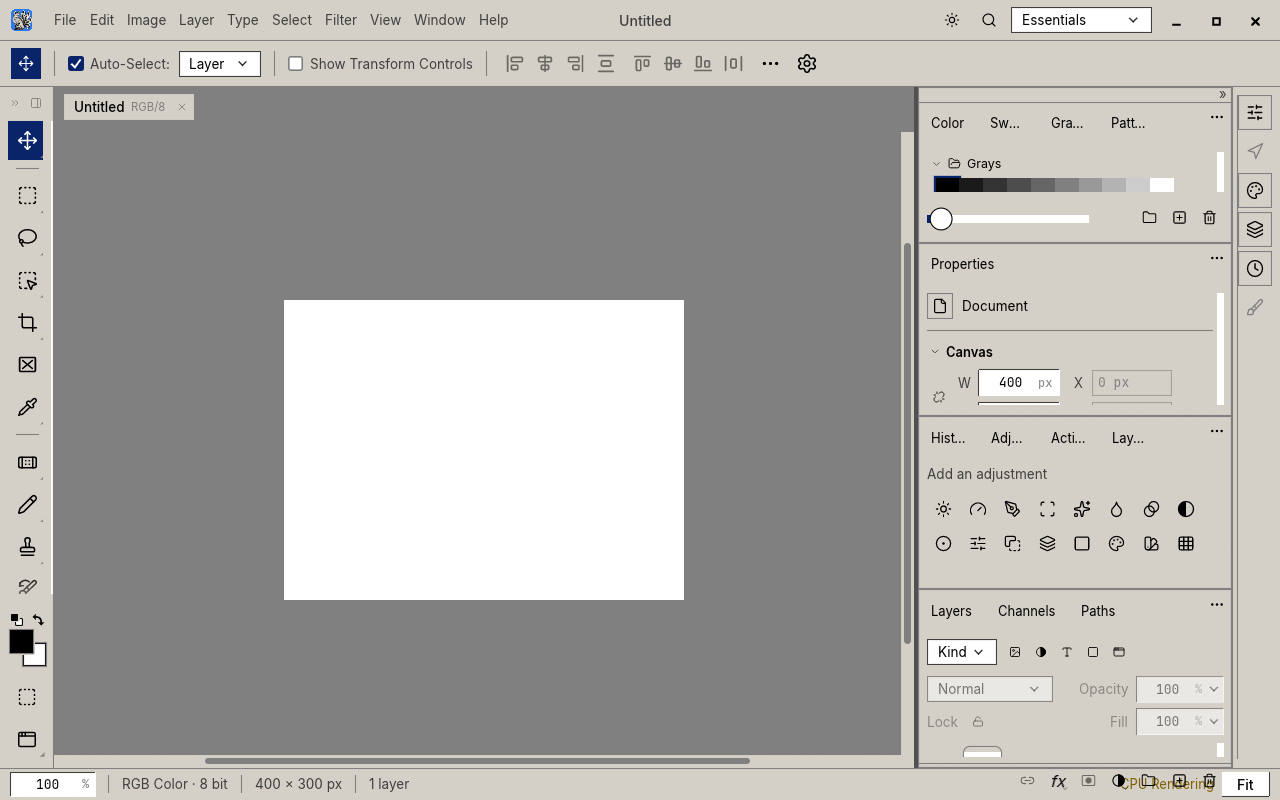 File Edit Image Layer Type Select Filter View Window Help Untitled Essentials
Auto-Select: Layer Show Transform Controls
Untitled RGB/8
Color Sw... Gra... Patt...
Grays
Properties
Document
Canvas
W 400 px X 0 px
Hist... Adj... Acti... Lay...
Add an adjustment
Layers Channels Paths
Kind
Normal Opacity 100 %
Lock Fill 100 %
100 % RGB Color · 8 bit 400 × 300 px 1 layer CPU Rendering Fit